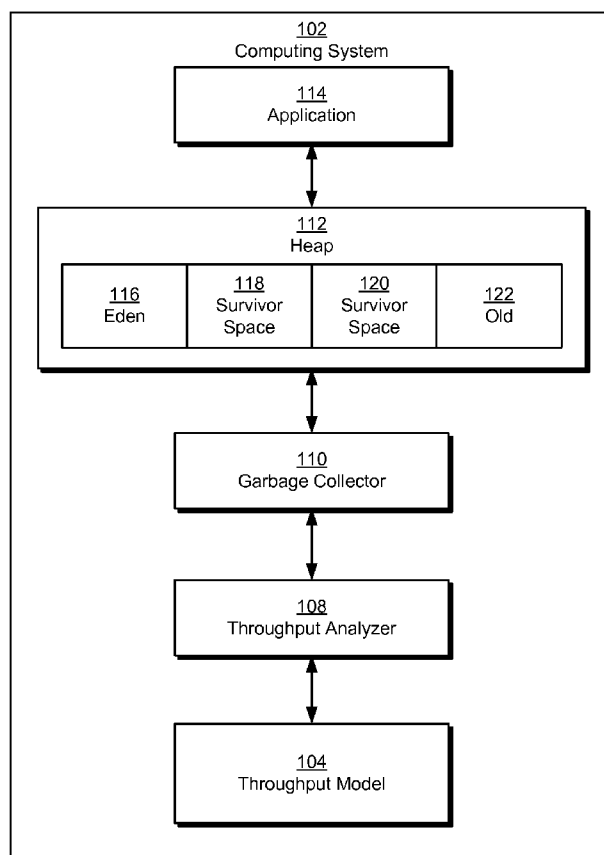 102
Computing System
114
Application
112
Heap
116
Eden
118
Survivor
Space
120
Survivor
Space
122
Old
110
Garbage Collector
108
Throughput Analyzer
104
Throughput Model